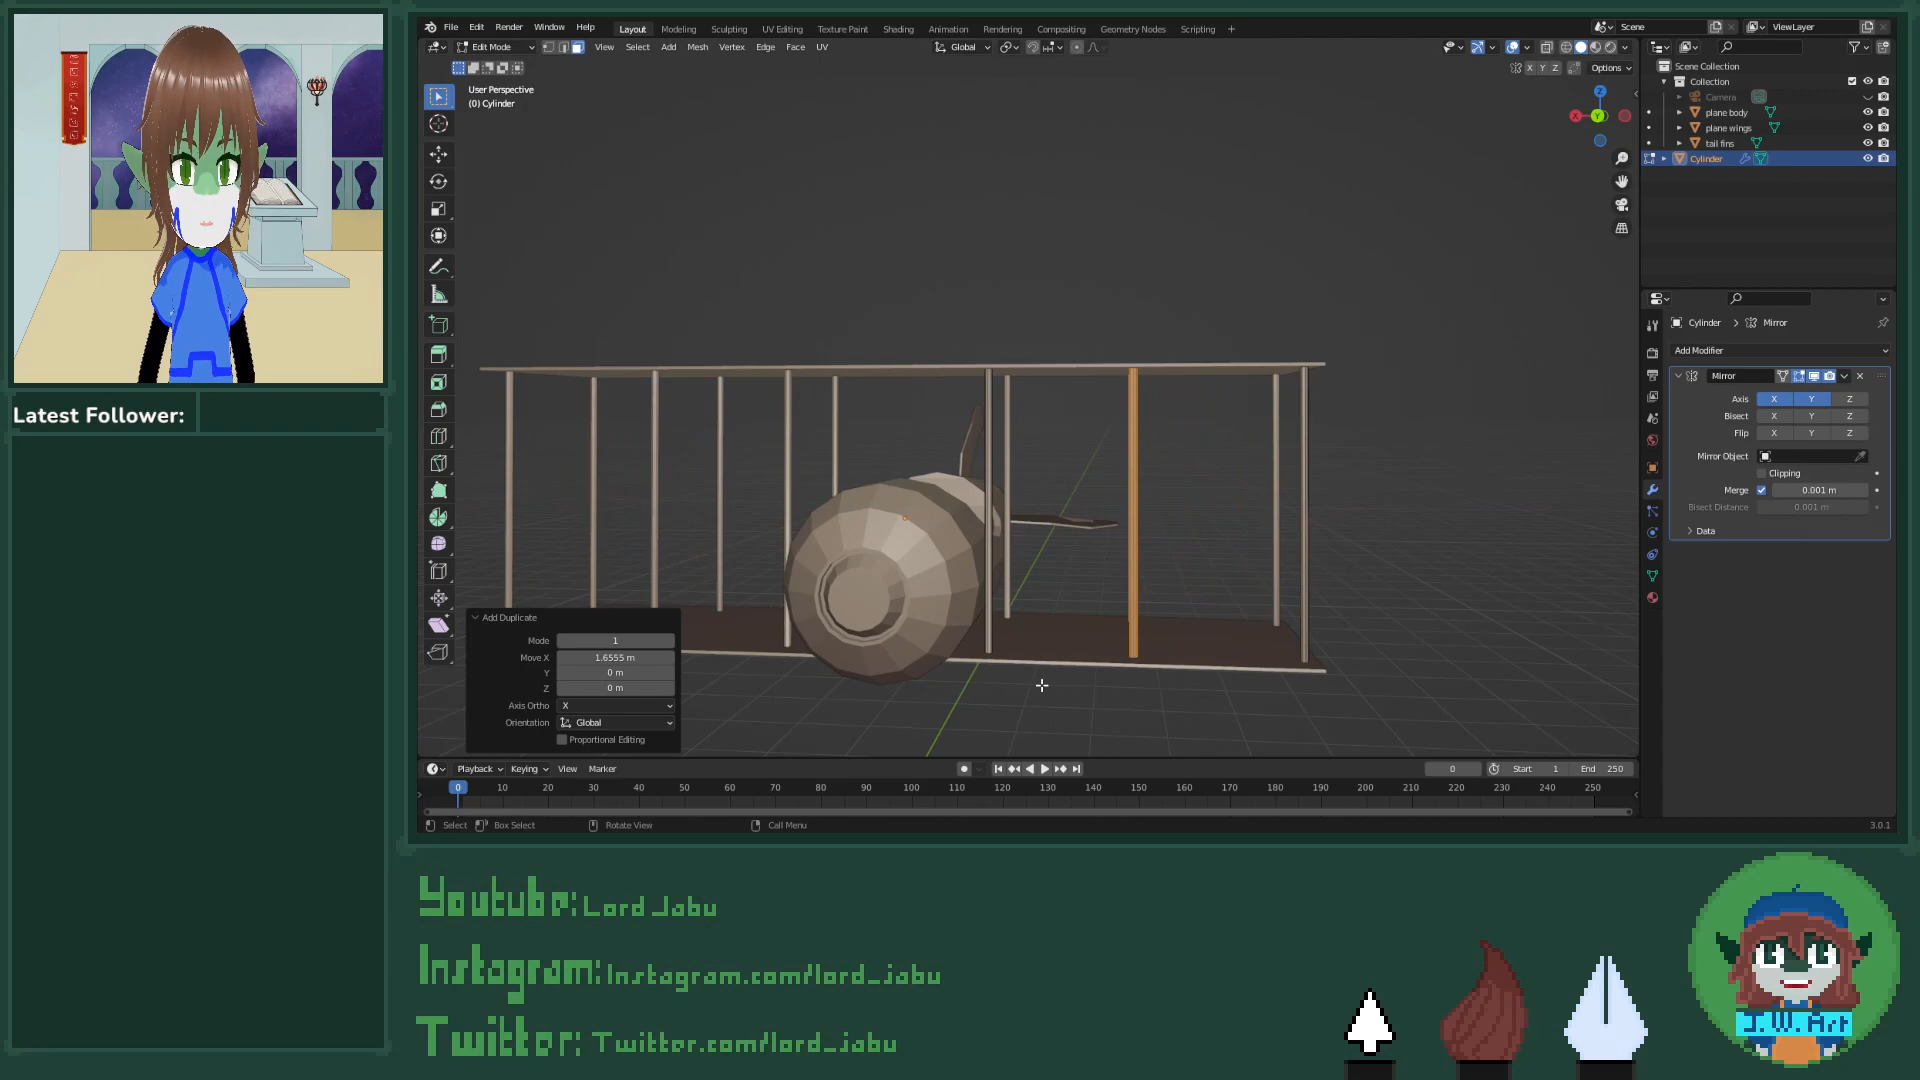 File Edit Render Window Help Layout Modeling Sculpting UV Editing Texture Paint Shading Animation Rendering Compositing Geometry Nodes Scripting + Scene ViewLayer
Edit Mode View Select Add Mesh Vertex Edge Face UV Global
X Y Z Options
User Perspective
(0) Cylinder
Z
X Y
Scene Collection
Collection
Camera
plane body
plane wings
tail fins
Cylinder
Cylinder > Mirror
Add Modifier
Mirror
Axis X Y Z
Bisect X Y Z
Flip X Y Z
Mirror Object
Clipping
Merge 0.001 m
Bisect Distance 0.001 m
Data
Latest Follower:
Add Duplicate
Mode 1
Move X 1.6555 m
Y 0 m
Z 0 m
Axis Ortho X
Orientation Global
Proportional Editing
Playback Keying View Marker 0 Start 1 End 250
0 10 20 30 40 50 60 70 80 90 100 110 120 130 140 150 160 170 180 190 200 210 220 230 240 250
Select Box Select Rotate View Call Menu 3.0.1
Youtube: Lord Jabu
Instagram: Instagram.com/lord_jabu
Twitter: Twitter.com/lord_jabu
J.W. Art